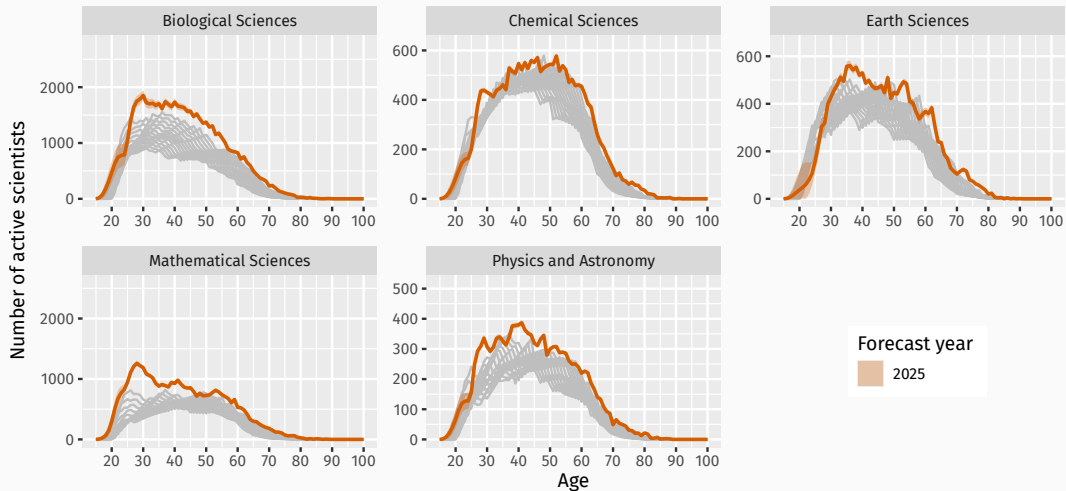 Biological Sciences
Chemical Sciences
Earth Sciences
2000
1000
0
600
400
200
0
600
400
200
0
20 30 40 50 60 70 80 90 100
20 30 40 50 60 70 80 90 100
20 30 40 50 60 70 80 90 100
Number of active scientists
Mathematical Sciences
Physics and Astronomy
2000
1000
0
500
400
300
200
100
0
20 30 40 50 60 70 80 90 100
20 30 40 50 60 70 80 90 100
Age
Forecast year
2025